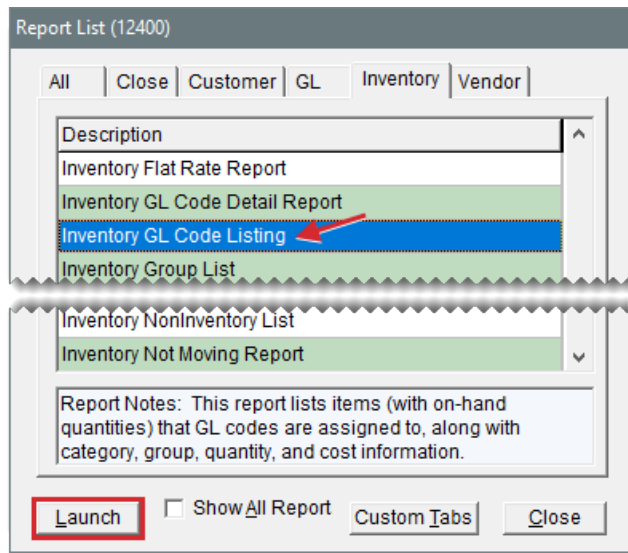 Report List (12400)
All Close Customer GL Inventory Vendor
Description
Inventory Flat Rate Report
Inventory GL Code Detail Report
Inventory GL Code Listing
Inventory Group List
Inventory NonInventory List
Inventory Not Moving Report
Report Notes: This report lists items (with on-hand
quantities) that GL codes are assigned to, along with
category, group, quantity, and cost information.
Launch Show All Report Custom Tabs Close